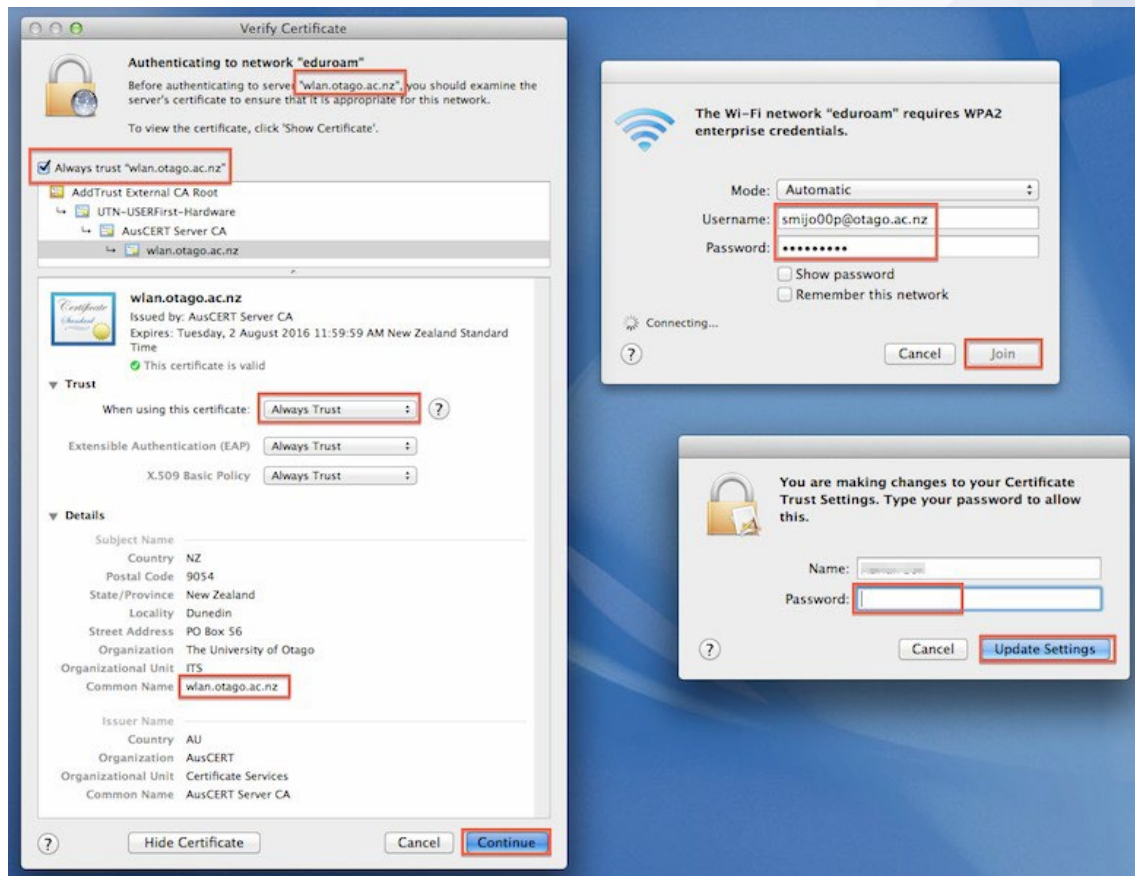 Verify Certificate
Authenticating to network "eduroam"
Before authenticating to server "wlan.otago.ac.nz", you should examine the
server's certificate to ensure that it is appropriate for this network.
To view the certificate, click 'Show Certificate'.
Always trust "wlan.otago.ac.nz"
AddTrust External CA Root
UTN-USERFirst-Hardware
AusCERT Server CA
wlan.otago.ac.nz
Certificate
Standard
wlan.otago.ac.nz
Issued by: AusCERT Server CA
Expires: Tuesday, 2 August 2016 11:59:59 AM New Zealand Standard
Time
This certificate is valid
Trust
When using this certificate: Always Trust ?
Extensible Authentication (EAP) Always Trust
X.509 Basic Policy Always Trust
Details
Subject Name
Country NZ
Postal Code 9054
State/Province New Zealand
Locality Dunedin
Street Address PO Box 56
Organization The University of Otago
Organizational Unit ITS
Common Name wlan.otago.ac.nz
Issuer Name
Country AU
Organization AusCERT
Organizational Unit Certificate Services
Common Name AusCERT Server CA
? Hide Certificate Cancel Continue
The Wi-Fi network "eduroam" requires WPA2
enterprise credentials.
Mode: Automatic
Username: smijo00p@otago.ac.nz
Password: •••••••••
Show password
Remember this network
Connecting...
? Cancel Join
You are making changes to your Certificate
Trust Settings. Type your password to allow
this.
Name:
Password:
? Cancel Update Settings